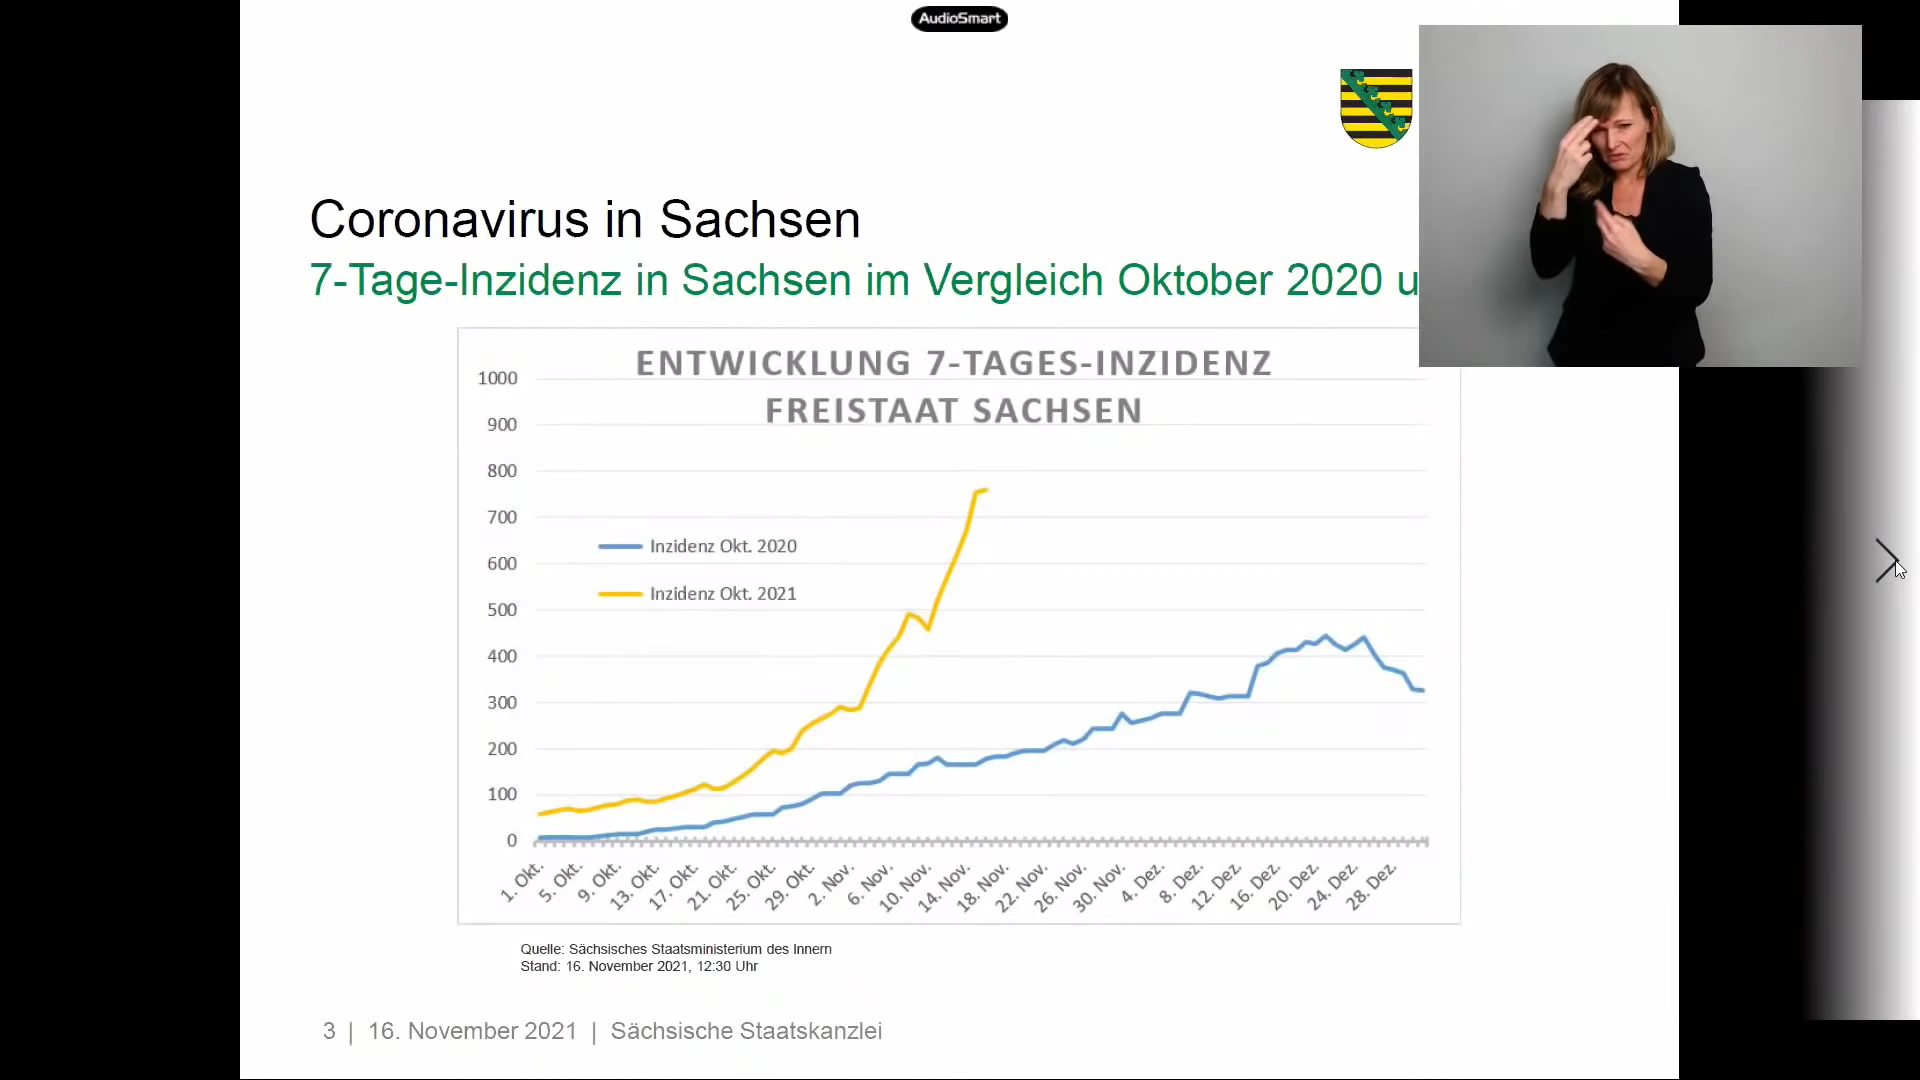 AudioSmart
Coronavirus in Sachsen
7-Tage-Inzidenz in Sachsen im Vergleich Oktober 2020 u
ENTWICKLUNG 7-TAGES-INZIDENZ
FREISTAAT SACHSEN
1000
900
800
700
600
500
400
300
200
100
0
Inzidenz Okt. 2020
Inzidenz Okt. 2021
1. Okt.
5. Okt.
9. Okt.
13. Okt.
17. Okt.
21. Okt.
25. Okt.
29. Okt.
2. Nov.
6. Nov.
10. Nov.
14. Nov.
18. Nov.
22. Nov.
26. Nov.
30. Nov.
4. Dez.
8. Dez.
12. Dez.
16. Dez.
20. Dez.
24. Dez.
28. Dez.
Quelle: Sächsisches Staatsministerium des Innern
Stand: 16. November 2021, 12:30 Uhr
3 | 16. November 2021 | Sächsische Staatskanzlei